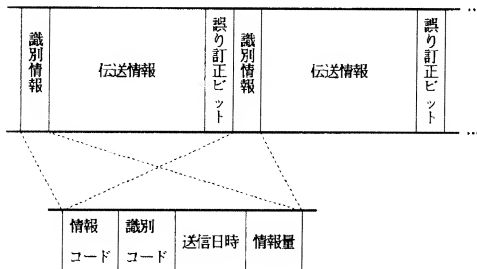 識別情報
伝送情報
誤り訂正ビット
識別情報
伝送情報
誤り訂正ビット
情報コード
識別コード
送信日時
情報量